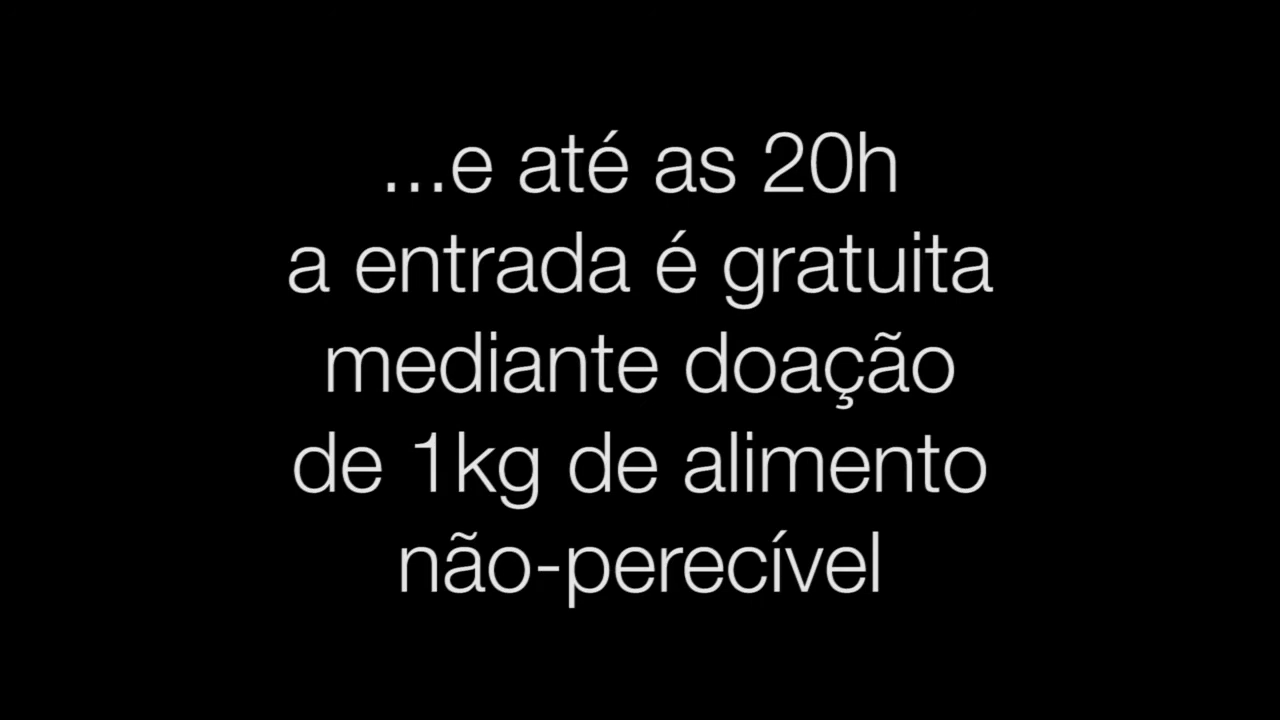 ...e até as 20h
a entrada é gratuita
mediante doação
de 1kg de alimento
não-perecível